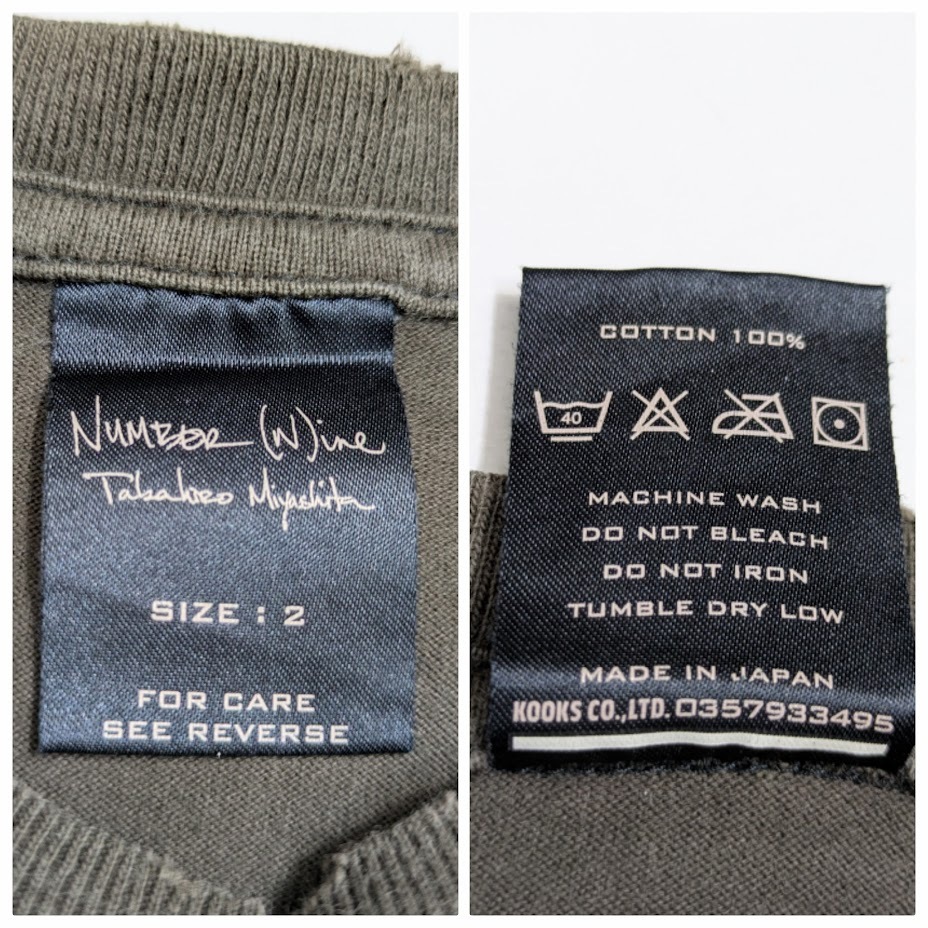 NUMBER (N)ine
Takahiro Miyashita
SIZE : 2
FOR CARE
SEE REVERSE
COTTON 100%
40
MACHINE WASH
DO NOT BLEACH
DO NOT IRON
TUMBLE DRY LOW
MADE IN JAPAN
KOOKS CO.,LTD. 0357933495